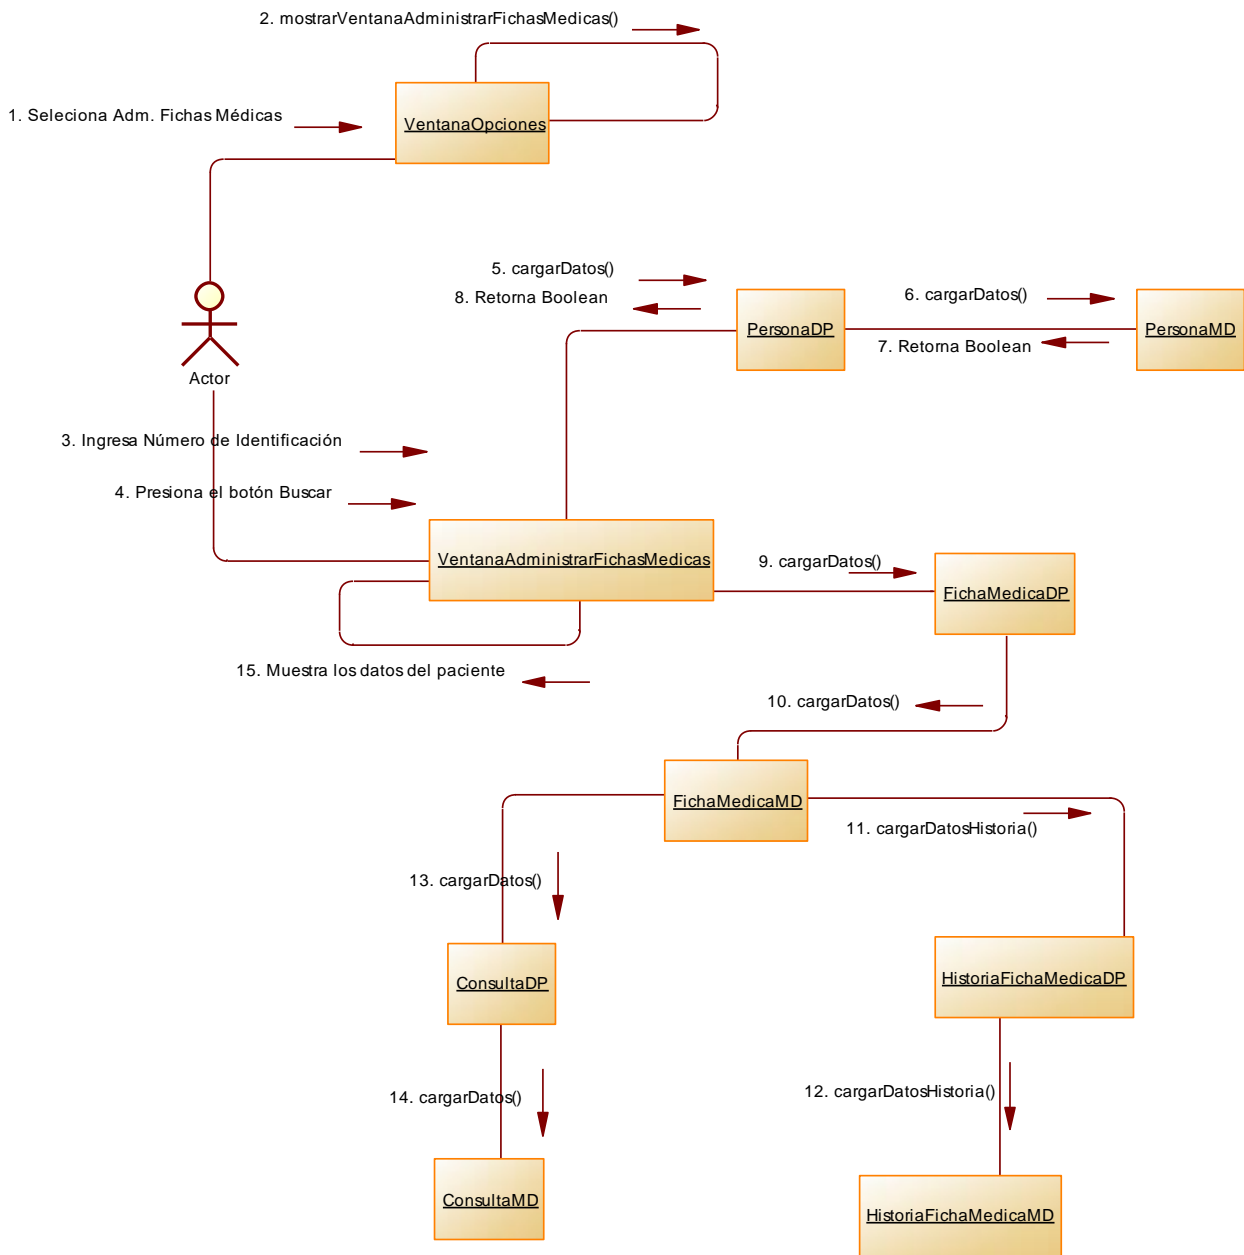 2. mostrarVentanaAdministrarFichasMedicas()
1. Seleciona Adm. Fichas Médicas
VentanaOpciones
5. cargarDatos()
8. Retorna Boolean
6. cargarDatos()
PersonaDP
PersonaMD
7. Retorna Boolean
Actor
3. Ingresa Número de Identificación
4. Presiona el botón Buscar
VentanaAdministrarFichasMedicas
9. cargarDatos()
FichaMedicaDP
15. Muestra los datos del paciente
10. cargarDatos()
FichaMedicaMD
11. cargarDatosHistoria()
13. cargarDatos()
ConsultaDP
HistoriaFichaMedicaDP
14. cargarDatos()
12. cargarDatosHistoria()
ConsultaMD
HistoriaFichaMedicaMD